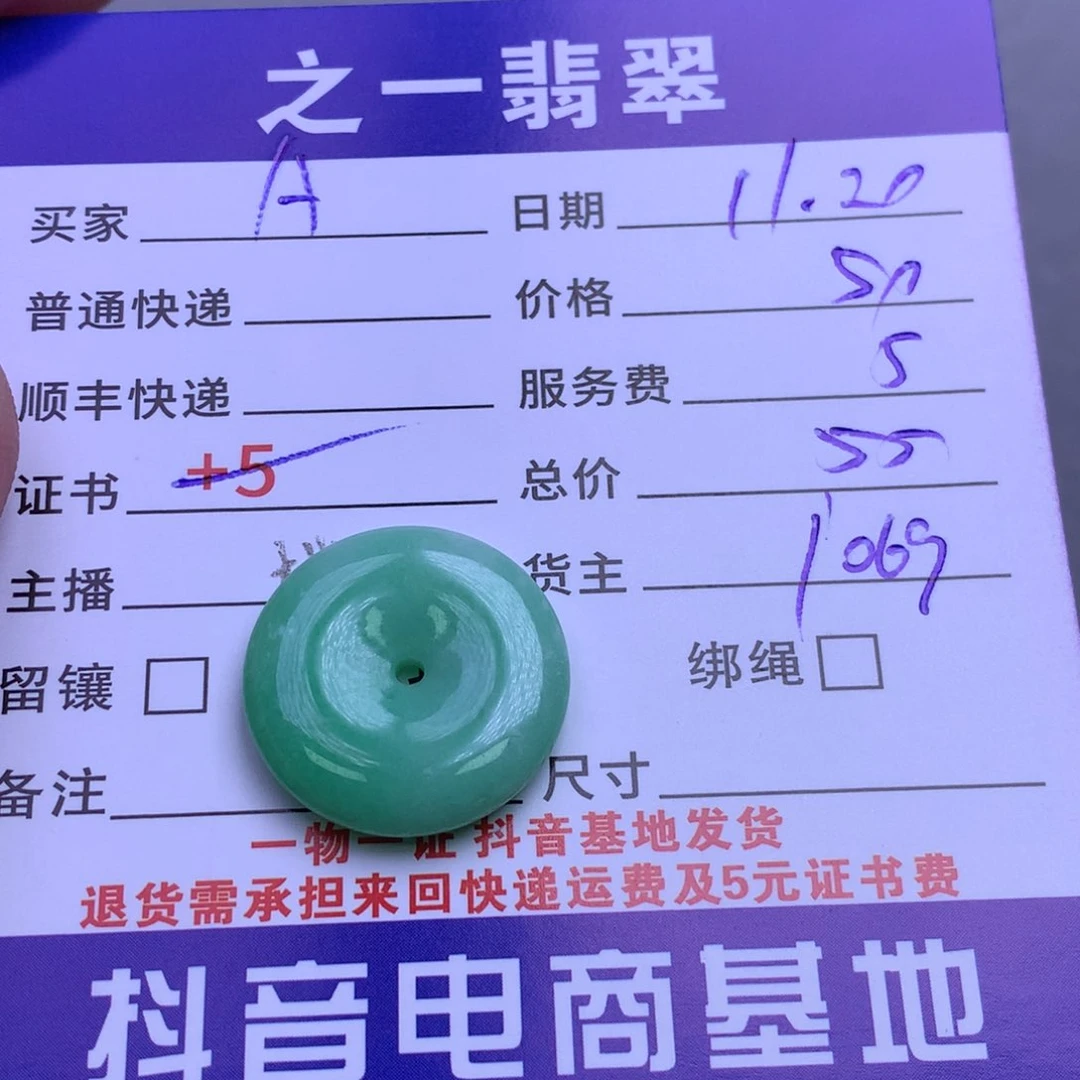 之一翡翠
买家 A 日期 11.20
普通快递 价格 50
顺丰快递 服务费 5
证书 +5 总价 55
主播 货主 1069
留镶 绑绳
备注 尺寸
一物一证 抖音基地发货
退货需承担来回快递运费及5元证书费
抖音电商基地